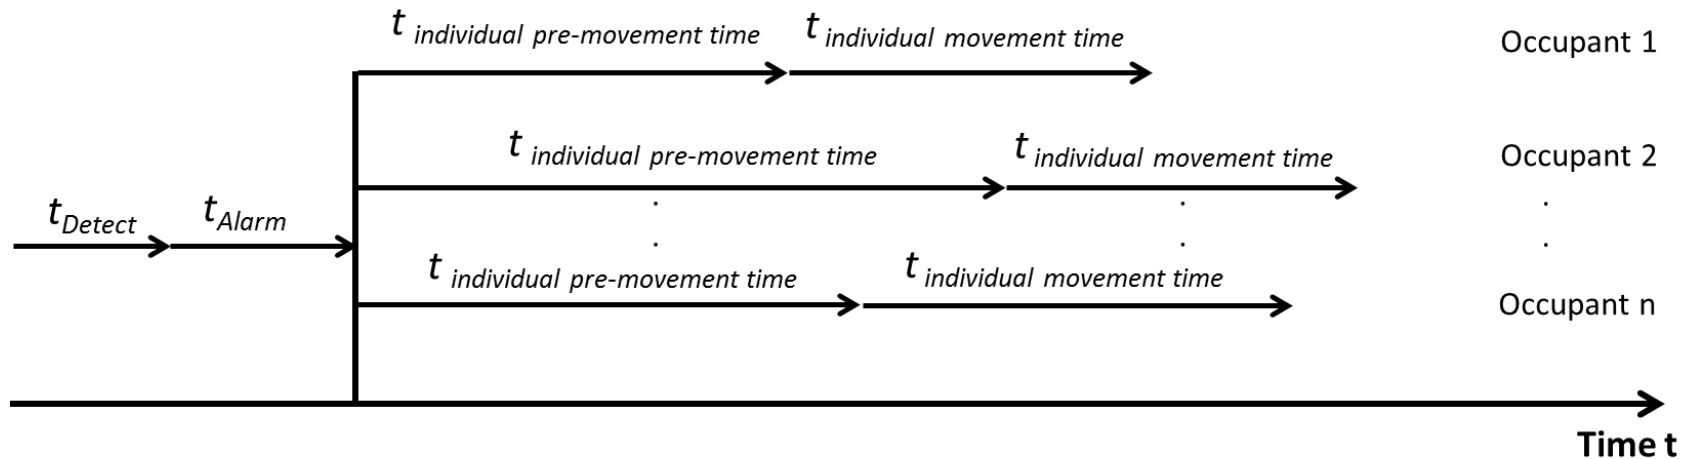 t individual pre-movement time t individual movement time Occupant 1
t individual pre-movement time t individual movement time Occupant 2
. . .
tDetect tAlarm
. . .
t individual pre-movement time t individual movement time Occupant n
Time t